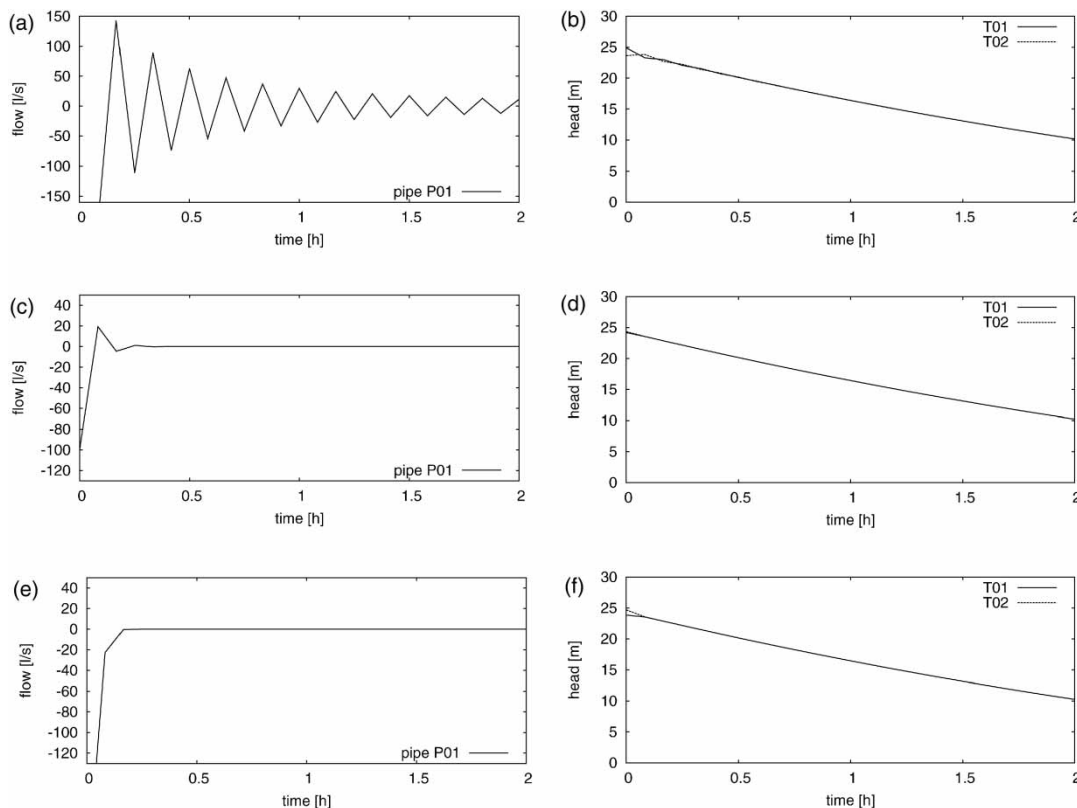 (a)
150
100
50
0
-50
-100
-150
flow [l/s]
pipe P01
0 0.5 1 1.5 2
time [h]
(b)
30
25
20
15
10
5
0
head [m]
T01
T02
0 0.5 1 1.5 2
time [h]
(c)
40
20
0
-20
-40
-60
-80
-100
-120
flow [l/s]
pipe P01
0 0.5 1 1.5 2
time [h]
(d)
30
25
20
15
10
5
0
head [m]
T01
T02
0 0.5 1 1.5 2
time [h]
(e)
40
20
0
-20
-40
-60
-80
-100
-120
flow [l/s]
pipe P01
0 0.5 1 1.5 2
time [h]
(f)
30
25
20
15
10
5
0
head [m]
T01
T02
0 0.5 1 1.5 2
time [h]